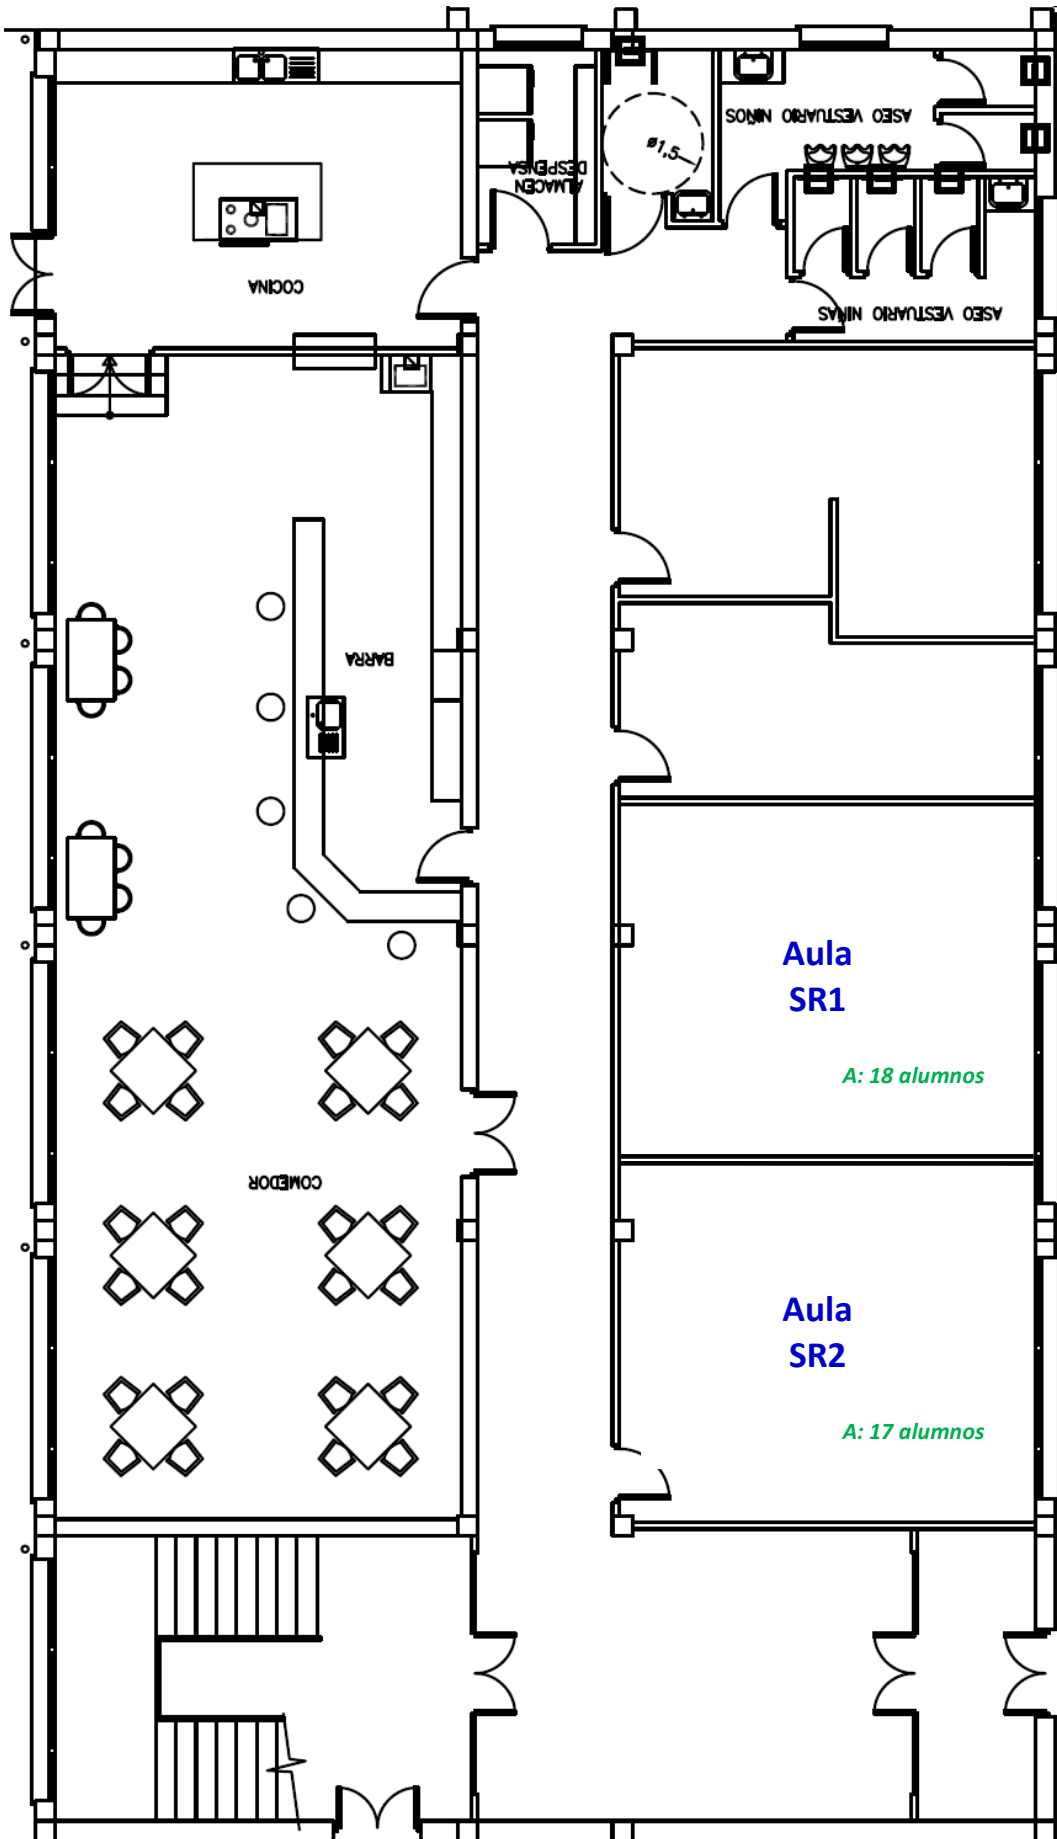 ASEO VESTUARIO NIÑOS
ø1,5
ALMACEN
DESPENSA
COCINA
ASEO VESTUARIO NIÑAS
BARRA
Aula
SR1
A: 18 alumnos
COMEDOR
Aula
SR2
A: 17 alumnos